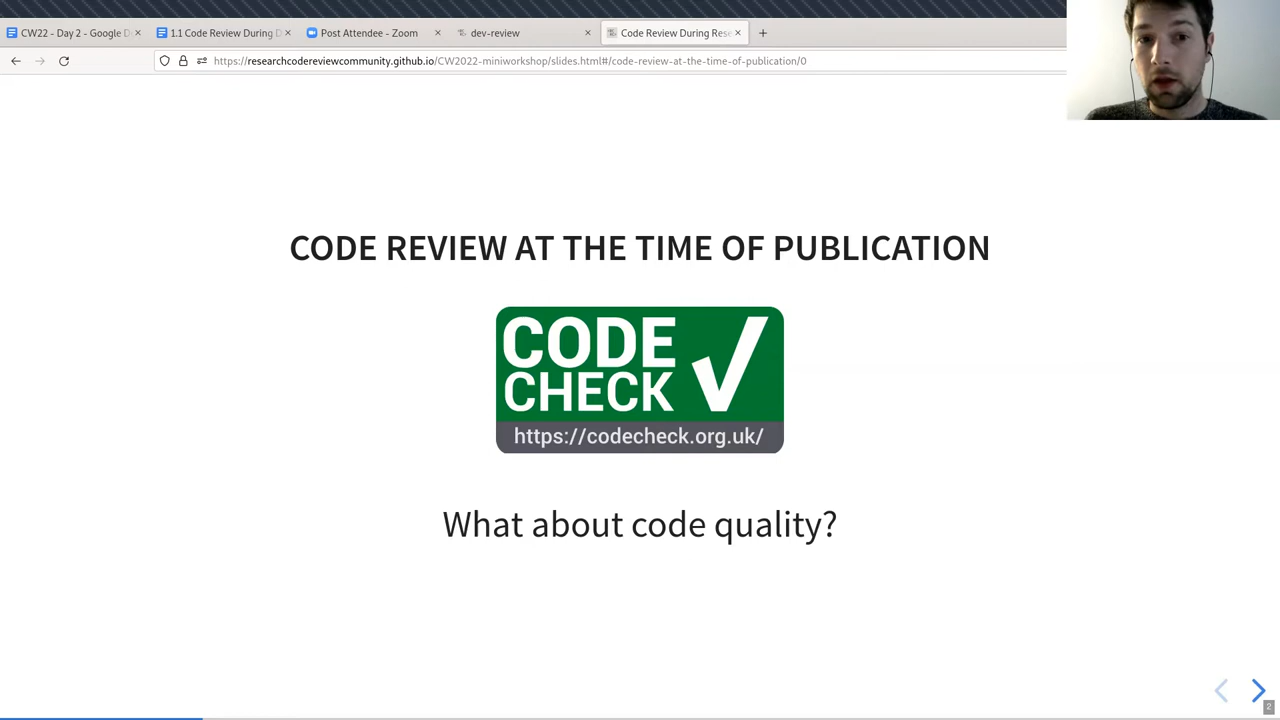 CW22 - Day 2 - Google D
1.1 Code Review During D
Post Attendee - Zoom
dev-review
Code Review During Rese
https://researchcodereviewcommunity.github.io/CW2022-miniworkshop/slides.html#/code-review-at-the-time-of-publication/0
CODE REVIEW AT THE TIME OF PUBLICATION
CODE
CHECK
https://codecheck.org.uk/
What about code quality?
2